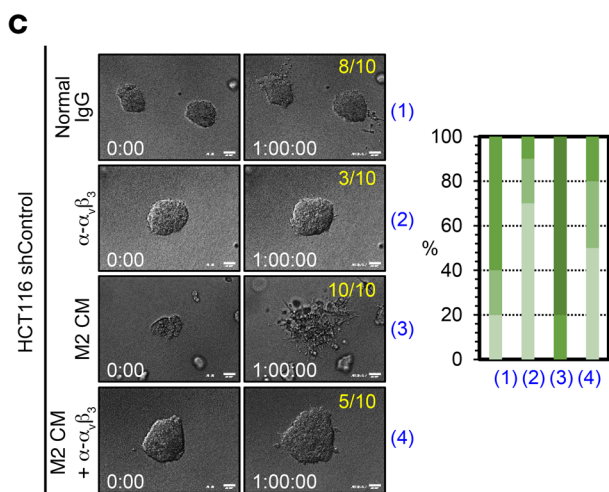 c
HCT116 shControl
Normal
IgG
0:00
8/10
1:00:00
(1)
α-αvβ3
0:00
3/10
1:00:00
(2)
M2 CM
0:00
10/10
1:00:00
(3)
M2 CM
+ α-αvβ3
0:00
5/10
1:00:00
(4)
100
80
60
%
40
20
0
(1) (2) (3) (4)